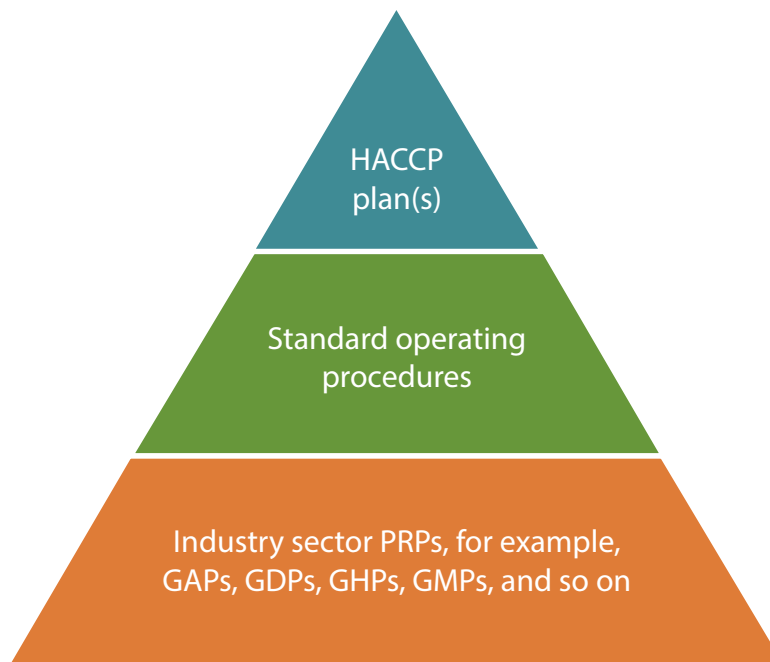 HACCP
plan(s)
Standard operating
procedures
Industry sector PRPs, for example,
GAPs, GDPs, GHPs, GMPs, and so on